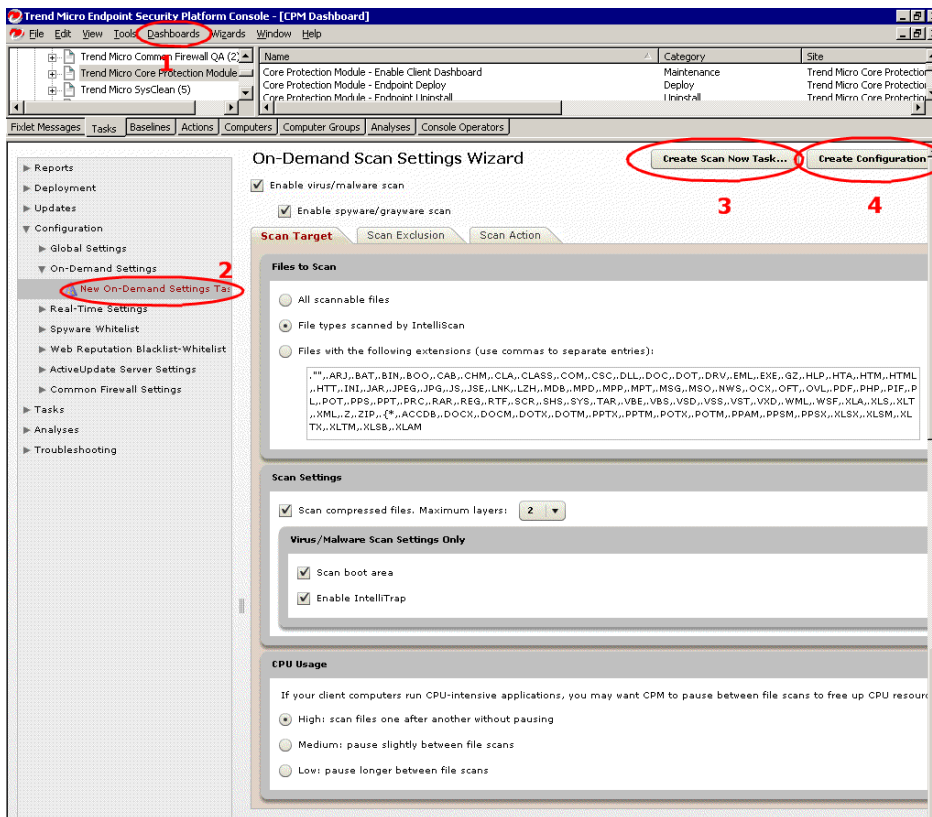 Trend Micro Endpoint Security Platform Console - [CPM Dashboard]
File Edit View Tools Dashboards Wizards Window Help
1
Trend Micro Common Firewall QA (2)
Trend Micro Core Protection Module
Trend Micro SysClean (5)
Name Category Site
Core Protection Module - Enable Client Dashboard Maintenance Trend Micro Core Protection
Core Protection Module - Endpoint Deploy Deploy Trend Micro Core Protection
Core Protection Module - Endpoint Uninstall Uninstall Trend Micro Core Protection
Fixlet Messages Tasks Baselines Actions Computers Computer Groups Analyses Console Operators
Reports
Deployment
Updates
Configuration
Global Settings
On-Demand Settings
2
New On-Demand Settings Tas
Real-Time Settings
Spyware Whitelist
Web Reputation Blacklist-Whitelist
ActiveUpdate Server Settings
Common Firewall Settings
Tasks
Analyses
Troubleshooting
On-Demand Scan Settings Wizard
Create Scan Now Task... Create Configuration
3 4
Enable virus/malware scan
Enable spyware/grayware scan
Scan Target Scan Exclusion Scan Action
Files to Scan
All scannable files
File types scanned by IntelliScan
Files with the following extensions (use commas to separate entries):
."",.ARJ,.BAT,.BIN,.BOO,.CAB,.CHM,.CLA,.CLASS,.COM,.CSC,.DLL,.DOC,.DOT,.DRV,.EML,.EXE,.GZ,.HLP,.HTA,.HTM,.HTML
,.HTT,.INI,.JAR,.JPEG,.JPG,.JS,.JSE,.LNK,.LZH,.MDB,.MPD,.MPP,.MPT,.MSG,.MSO,.NWS,.OCX,.OFT,.OVL,.PDF,.PHP,.PIF,.P
L,.POT,.PPS,.PPT,.PRC,.RAR,.REG,.RTF,.SCR,.SHS,.SYS,.TAR,.VBE,.VBS,.VSD,.VSS,.VST,.VXD,.WML,.WSF,.XLA,.XLS,.XLT
,.XML,.Z,.ZIP,.{*,.ACCDB,.DOCX,.DOCM,.DOTX,.DOTM,.PPTX,.PPTM,.POTX,.POTM,.PPAM,.PPSM,.PPSX,.XLSX,.XLSM,.XL
TX,.XLTM,.XLSB,.XLAM
Scan Settings
Scan compressed files. Maximum layers: 2
Virus/Malware Scan Settings Only
Scan boot area
Enable IntelliTrap
CPU Usage
If your client computers run CPU-intensive applications, you may want CPM to pause between file scans to free up CPU resourc
High: scan files one after another without pausing
Medium: pause slightly between file scans
Low: pause longer between file scans